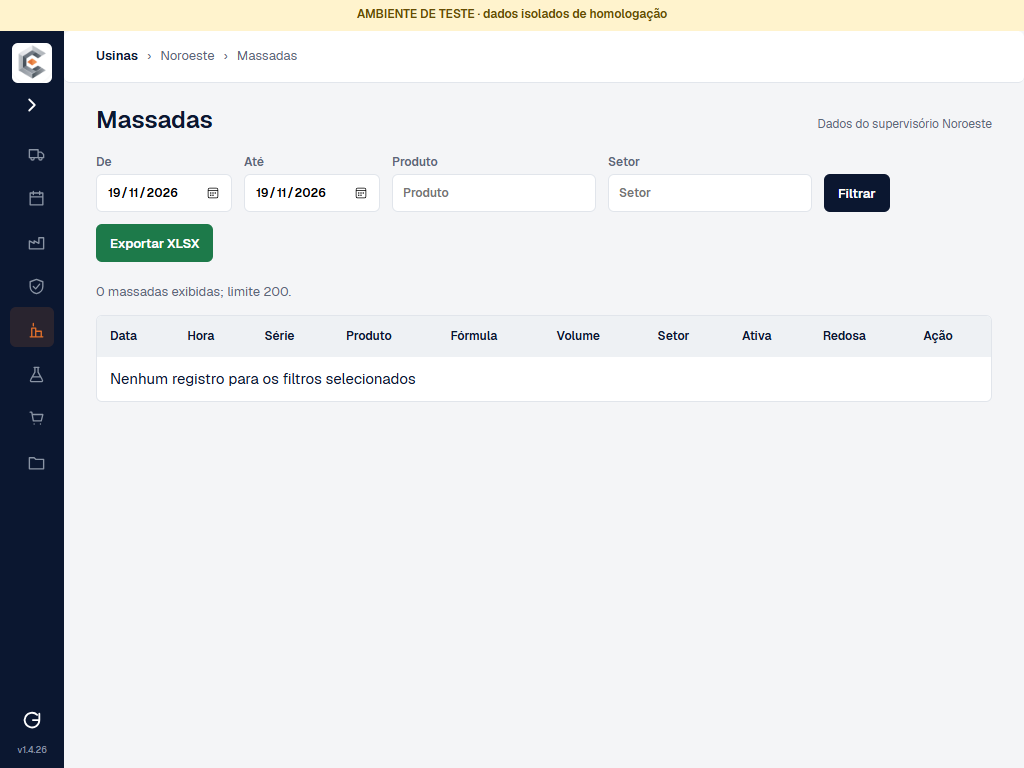 AMBIENTE DE TESTE · dados isolados de homologação
Usinas › Noroeste › Massadas
Massadas
Dados do supervisório Noroeste
De Até Produto Setor
19/11/2026 19/11/2026 Produto Setor Filtrar
Exportar XLSX
0 massadas exibidas; limite 200.
Data Hora Série Produto Fórmula Volume Setor Ativa Redosa Ação
Nenhum registro para os filtros selecionados
v1.4.26